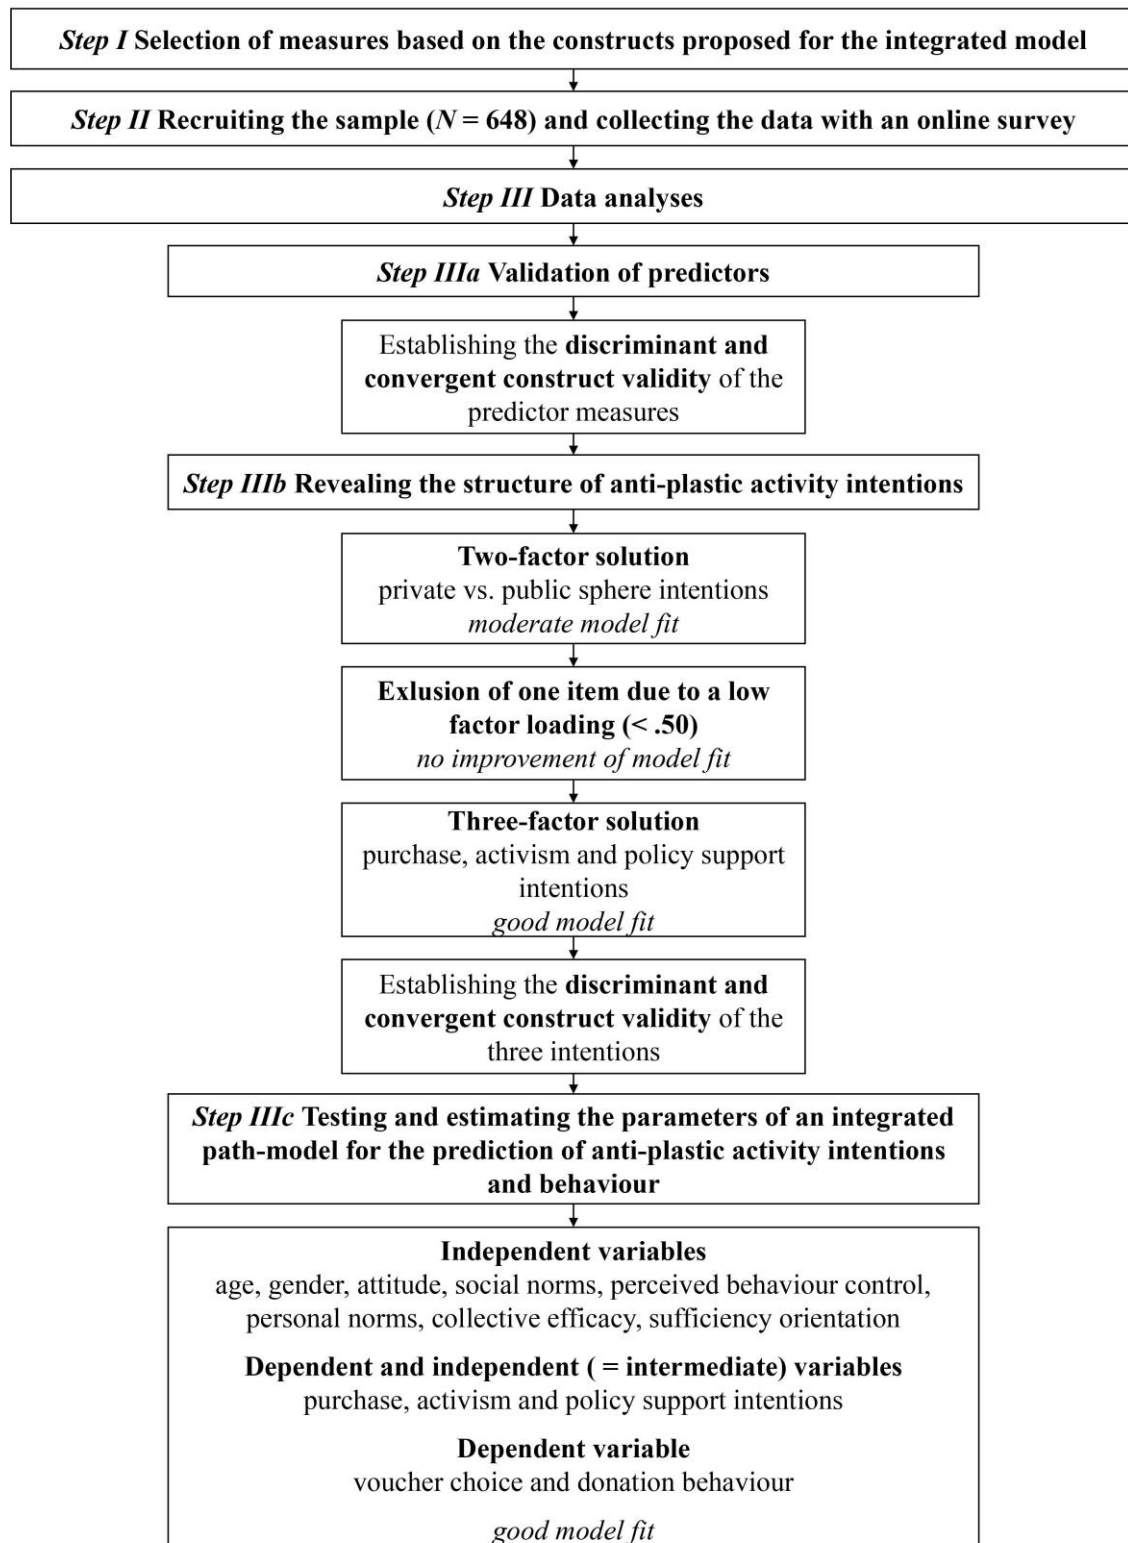 Step I Selection of measures based on the constructs proposed for the integrated model
Step II Recruiting the sample (N = 648) and collecting the data with an online survey
Step III Data analyses
Step IIIa Validation of predictors
Establishing the discriminant and
convergent construct validity of the
predictor measures
Step IIIb Revealing the structure of anti-plastic activity intentions
Two-factor solution
private vs. public sphere intentions
moderate model fit
Exlusion of one item due to a low
factor loading (< .50)
no improvement of model fit
Three-factor solution
purchase, activism and policy support
intentions
good model fit
Establishing the discriminant and
convergent construct validity of the
three intentions
Step IIIc Testing and estimating the parameters of an integrated
path-model for the prediction of anti-plastic activity intentions
and behaviour
Independent variables
age, gender, attitude, social norms, perceived behaviour control,
personal norms, collective efficacy, sufficiency orientation
Dependent and independent ( = intermediate) variables
purchase, activism and policy support intentions
Dependent variable
voucher choice and donation behaviour
good model fit